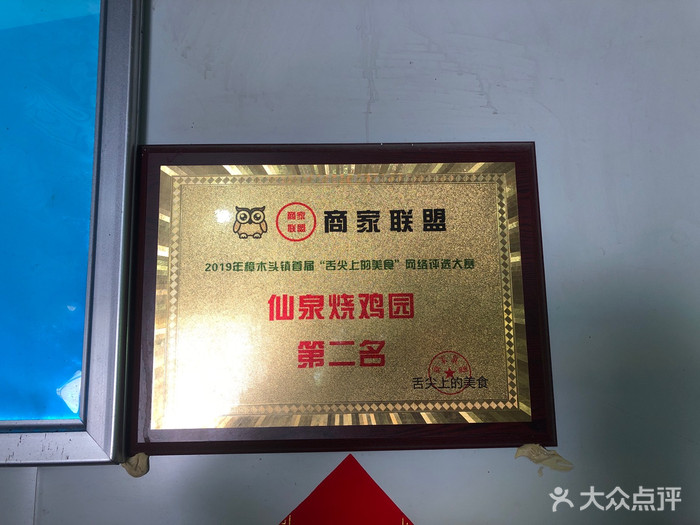 商家
联盟
商家联盟
2019年樟木头镇首届“舌尖上的美食”网络评选大赛
仙泉烧鸡园
第二名
舌尖上的美食
大众点评